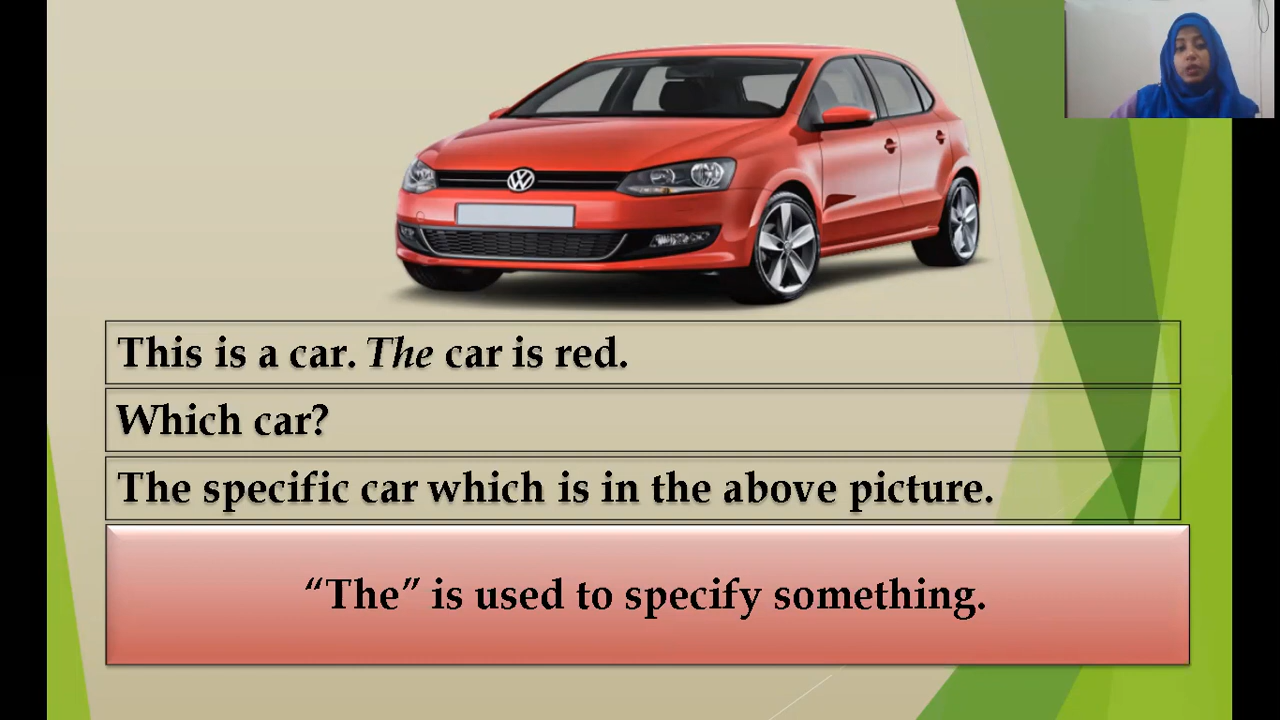 This is a car. The car is red.
Which car?
The specific car which is in the above picture.
“The” is used to specify something.